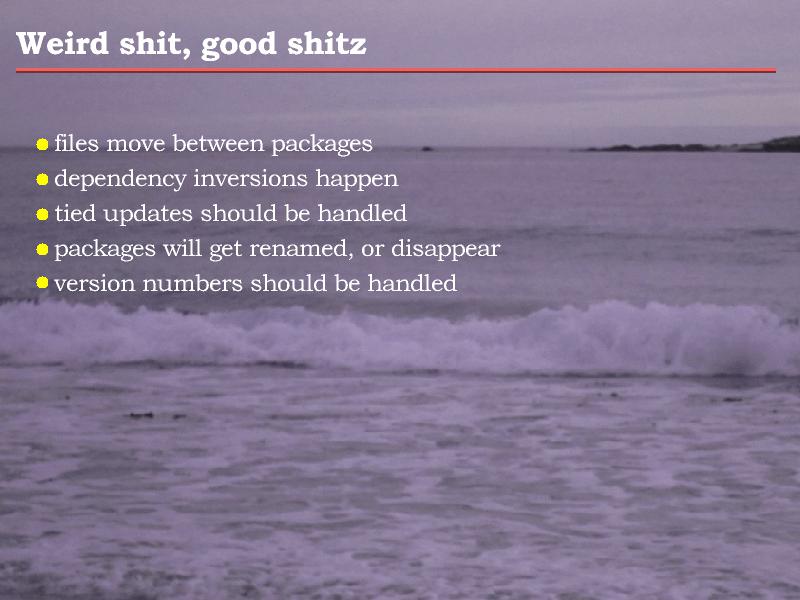 Weird shit, good shitz
files move between packages
dependency inversions happen
tied updates should be handled
packages will get renamed, or disappear
version numbers should be handled